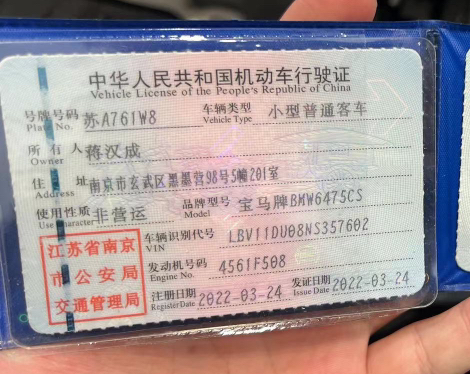 中华人民共和国机动车行驶证
Vehicle License of the People's Republic of China
号牌号码 苏A761W8 车辆类型 小型普通客车
Plate No. Vehicle Type
所有人 蒋汉成
Owner
住址 南京市玄武区黑墨营98号5幢201室
Address
使用性质 非营运 品牌型号 宝马牌BMW6475CS
Use Character Model
江苏省南京
市公安局
交通管理局
车辆识别代号 LBV11DU08NS357602
VIN
发动机号码 4561F508
Engine No.
注册日期 2022-03-24 发证日期 2022-03-24
Register Date Issue Date